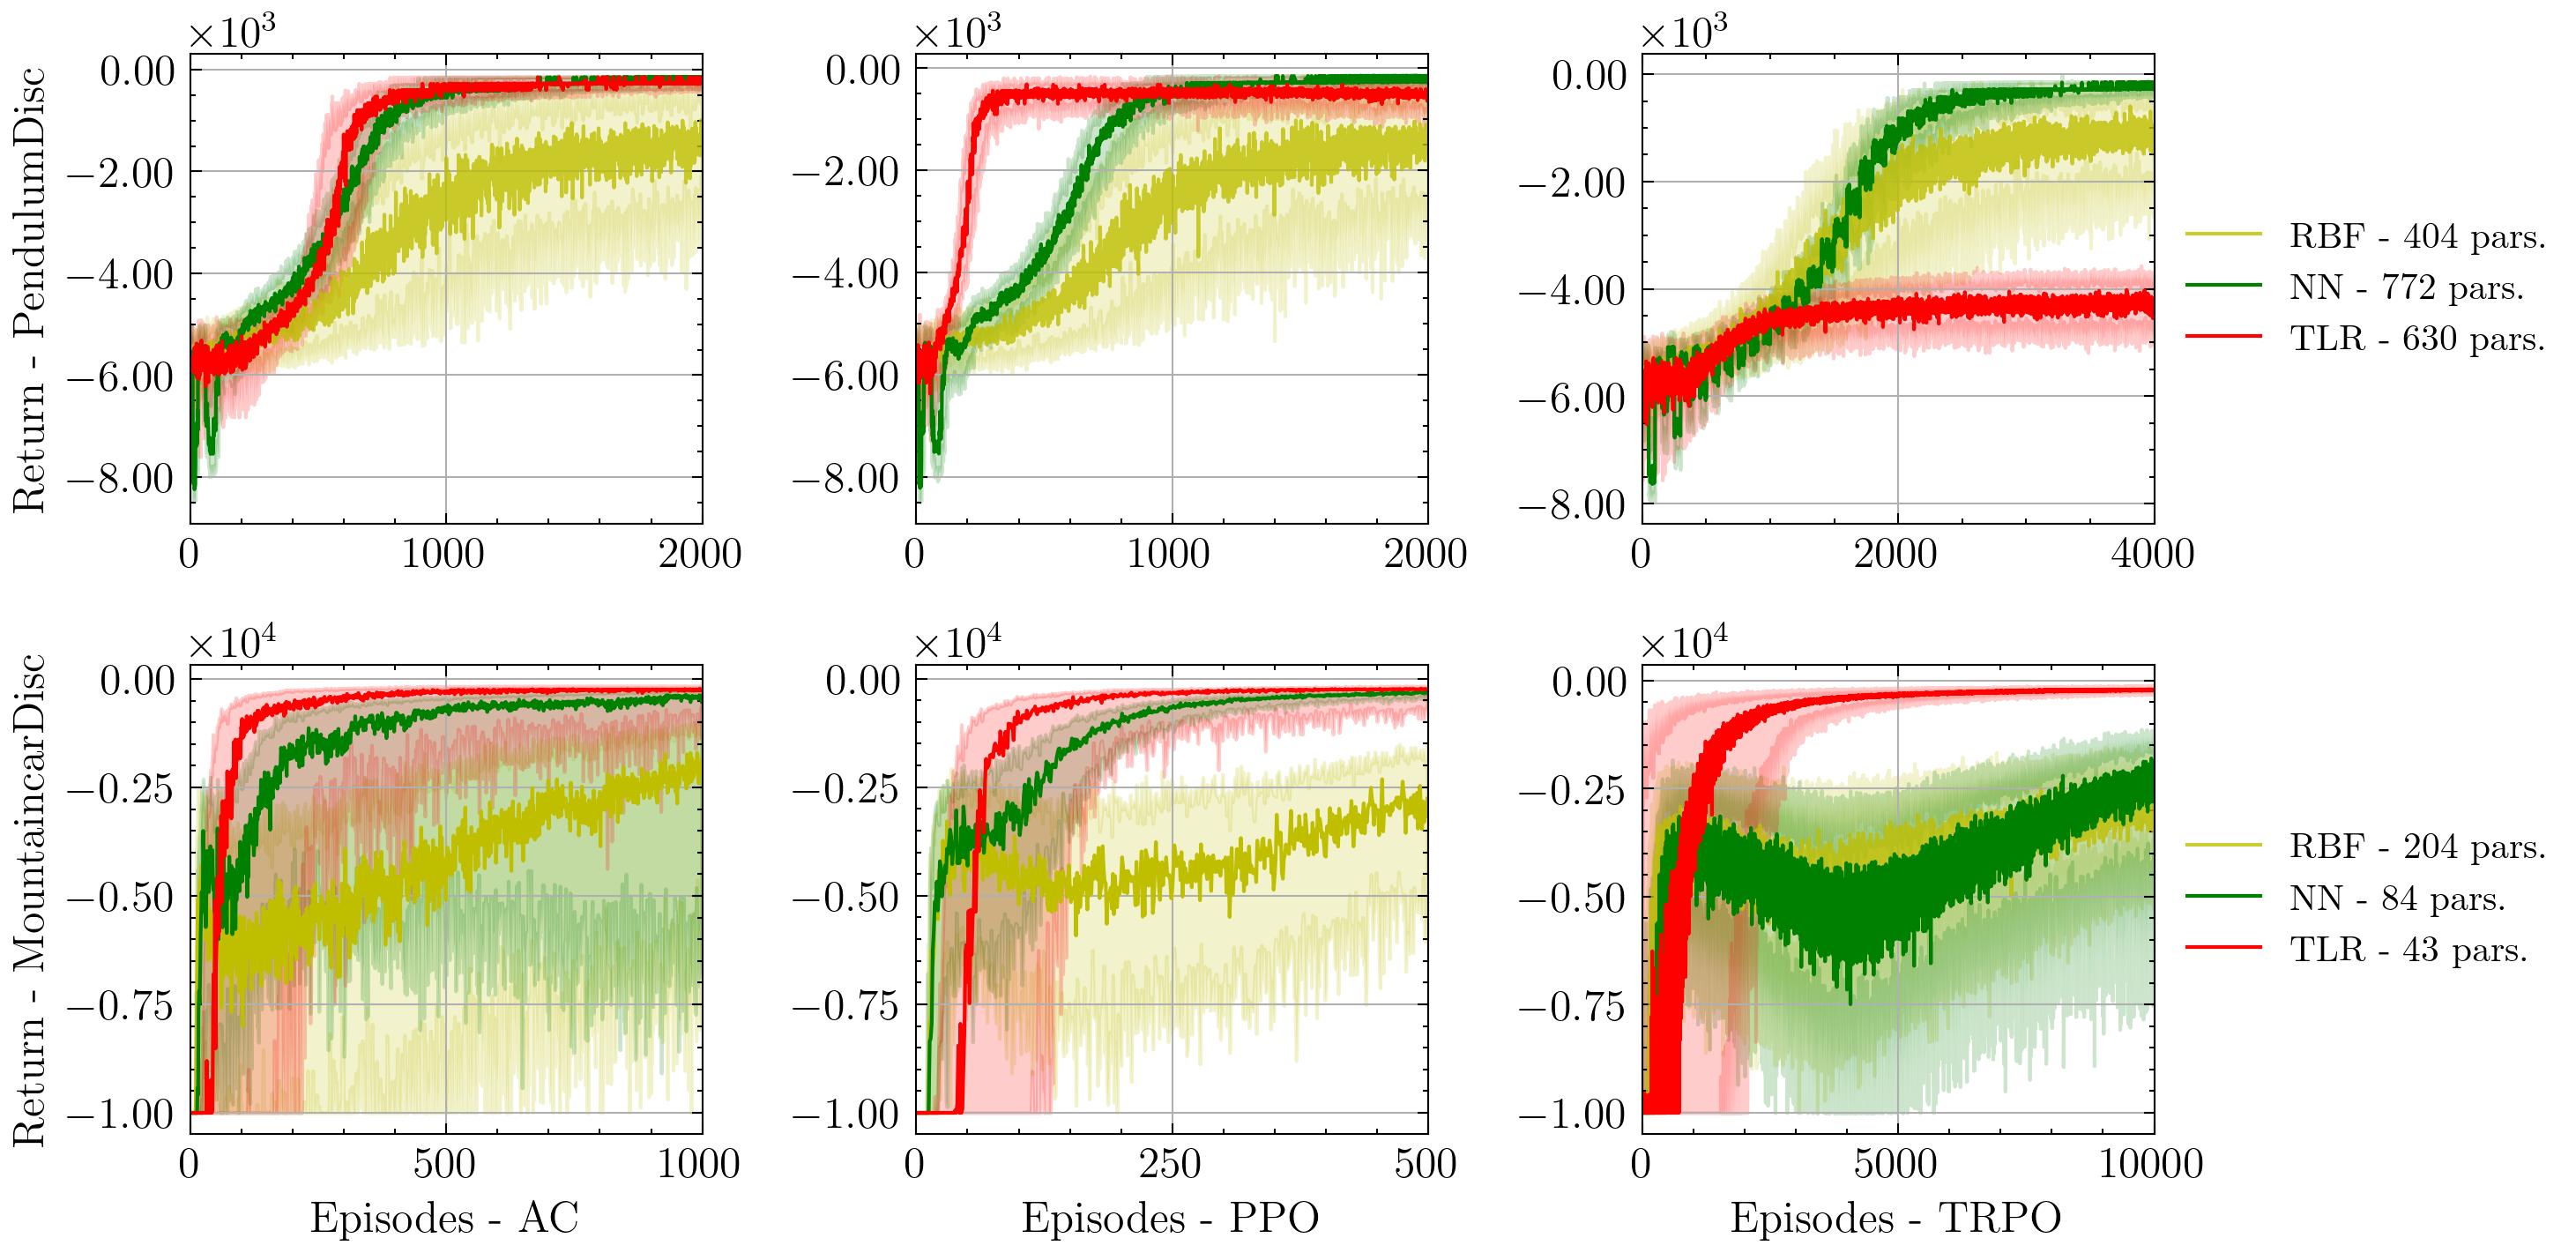 ×10³ ×10³ ×10³
Return - PendulumDisc
0.00 0.00 0.00
−2.00 −2.00 −2.00
−4.00 −4.00 −4.00
−6.00 −6.00 −6.00
−8.00 −8.00 −8.00
0 1000 2000 0 1000 2000 0 2000 4000
RBF - 404 pars.
NN - 772 pars.
TLR - 630 pars.
×10⁴ ×10⁴ ×10⁴
Return - MountaincarDisc
0.00 0.00 0.00
−0.25 −0.25 −0.25
−0.50 −0.50 −0.50
−0.75 −0.75 −0.75
−1.00 −1.00 −1.00
0 500 1000 0 250 500 0 5000 10000
Episodes - AC Episodes - PPO Episodes - TRPO
RBF - 204 pars.
NN - 84 pars.
TLR - 43 pars.